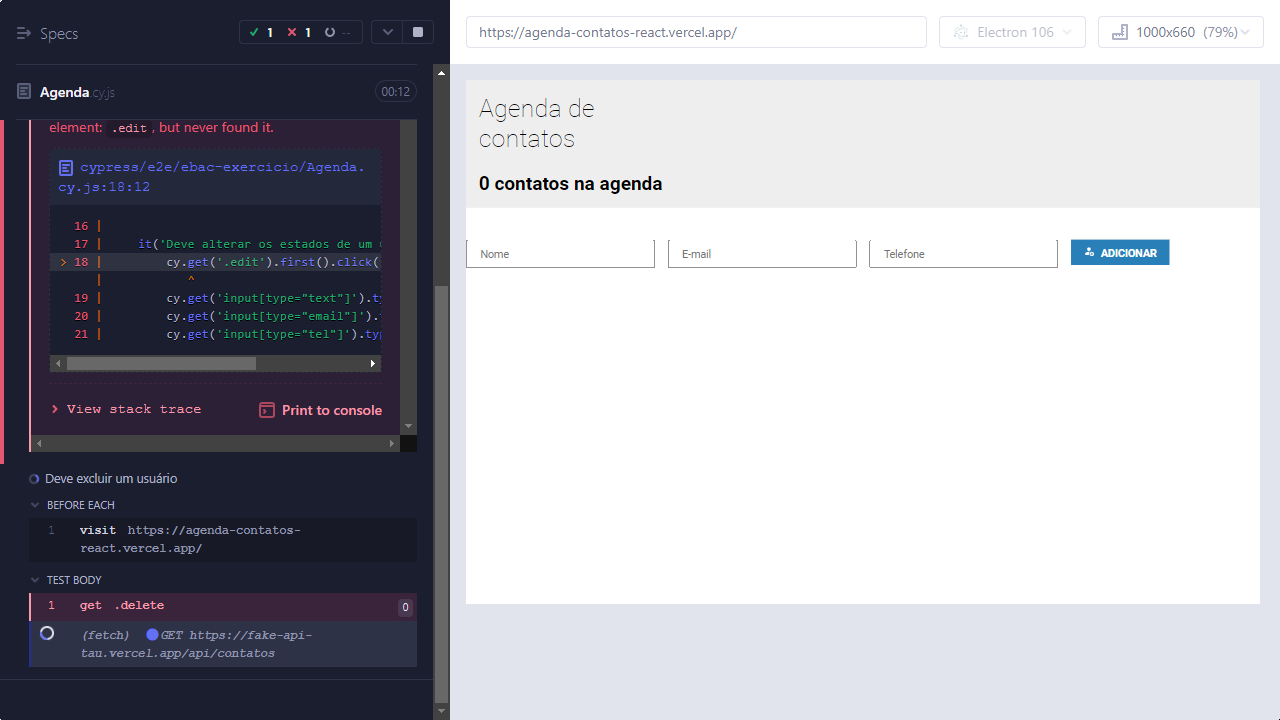 Specs
1 1 --
https://agenda-contatos-react.vercel.app/
Electron 106
1000x660 (79%)
Agenda.cy.js
00:12
element: .edit , but never found it.
cypress/e2e/ebac-exercicio/Agenda.
cy.js:18:12
16 |
17 | it('Deve alterar os estados de um
> 18 | cy.get('.edit').first().click(
| ^
19 | cy.get('input[type="text"]').ty
20 | cy.get('input[type="email"]').
21 | cy.get('input[type="tel"]').typ
View stack trace
Print to console
Deve excluir um usuário
BEFORE EACH
1 visit https://agenda-contatos-
react.vercel.app/
TEST BODY
1 get .delete 0
(fetch) GET https://fake-api-
tau.vercel.app/api/contatos
Agenda de
contatos
0 contatos na agenda
Nome
E-mail
Telefone
ADICIONAR